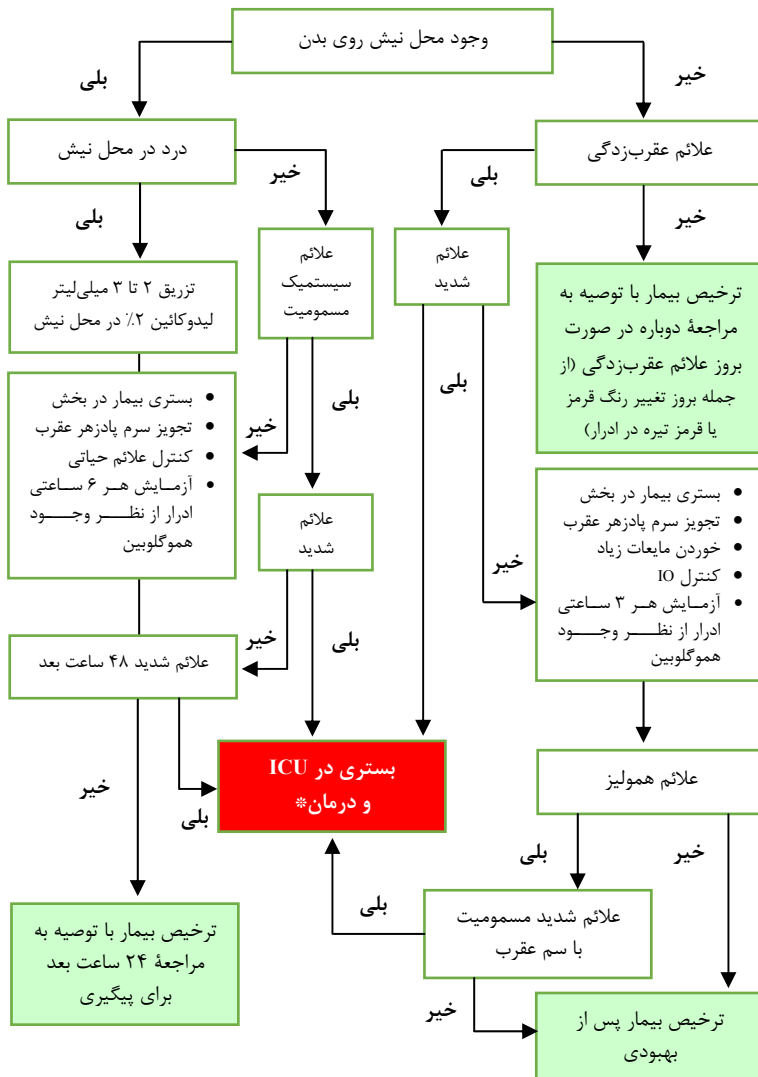 وجود محل نیش روی بدن
بلی
خیر
درد در محل نیش
علائم عقرب‌زدگی
خیر
بلی
بلی
خیر
علائم
سیستمیک
مسمومیت
علائم
شدید
تزریق ۲ تا ۳ میلی‌لیتر
لیدوکائین ۲٪ در محل نیش
ترخیص بیمار با توصیه به
مراجعهٔ دوباره در صورت
بروز علائم عقرب‌زدگی (از
جمله بروز تغییر رنگ قرمز
یا قرمز تیره در ادرار)
بلی
بلی
خیر
• بستری بیمار در بخش
• تجویز سرم پادزهر عقرب
• کنترل علائم حیاتی
• آزمایش هر ۶ ساعتی
ادرار از نظر وجود
هموگلوبین
علائم
شدید
خیر
• بستری بیمار در بخش
• تجویز سرم پادزهر عقرب
• خوردن مایعات زیاد
• کنترل IO
• آزمایش هر ۳ ساعتی
ادرار از نظر وجود
هموگلوبین
خیر
بلی
علائم شدید ۴۸ ساعت بعد
بستری در ICU
و درمان*
علائم همولیز
خیر
بلی
بلی
خیر
بلی
علائم شدید مسمومیت
با سم عقرب
ترخیص بیمار با توصیه به
مراجعهٔ ۲۴ ساعت بعد
برای پیگیری
خیر
ترخیص بیمار پس از
بهبودی